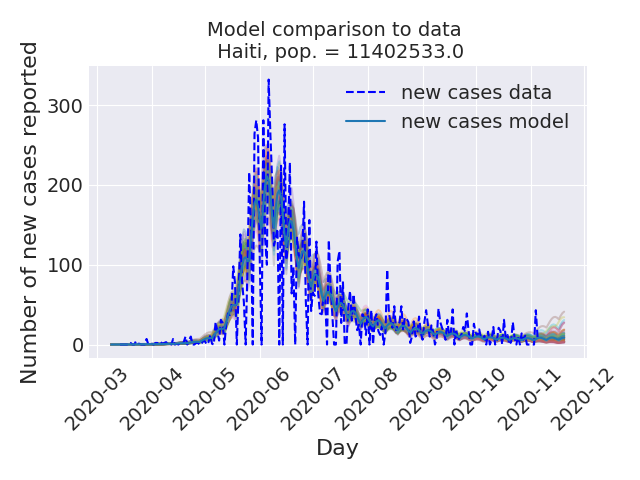 Model comparison to data
Haiti, pop. = 11402533.0
new cases data
new cases model
Number of new cases reported
300
200
100
0
2020-03
2020-04
2020-05
2020-06
2020-07
2020-08
2020-09
2020-10
2020-11
2020-12
Day